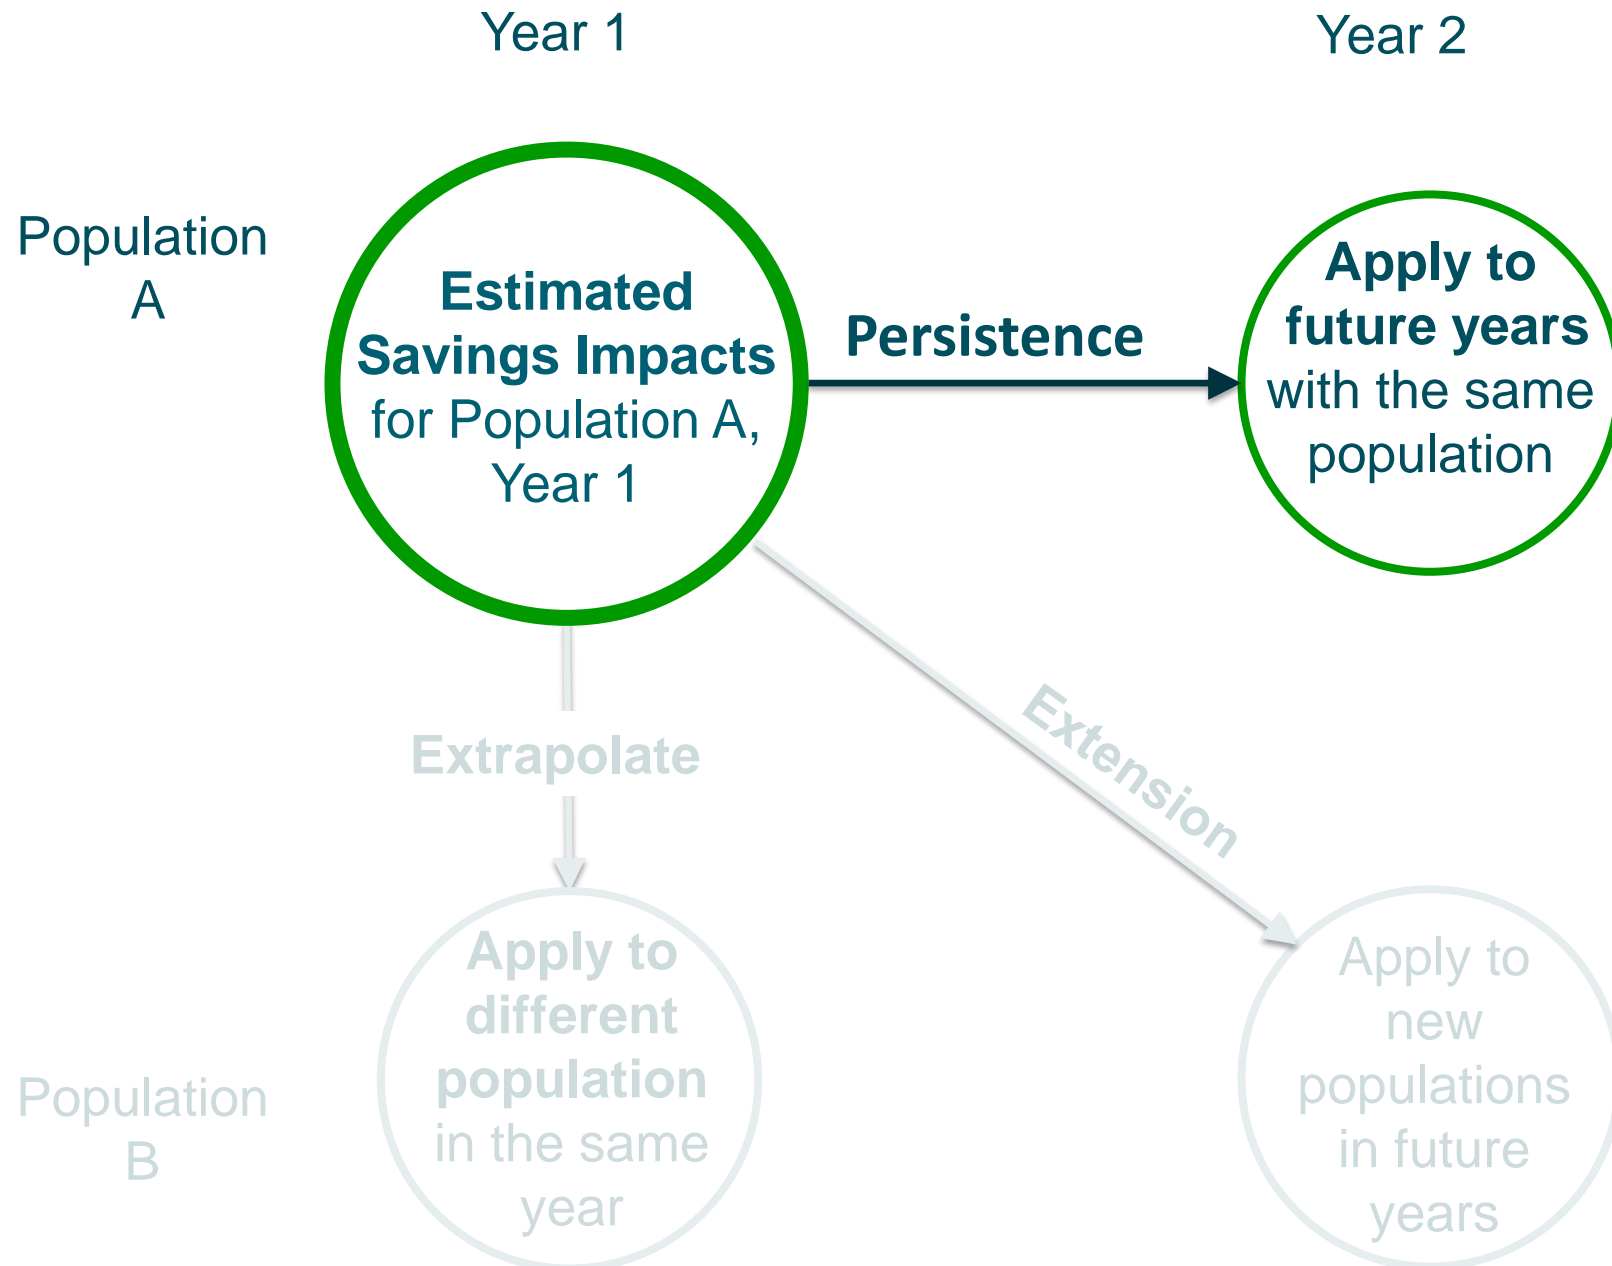 Year 1
Year 2
Population
A
Estimated
Savings Impacts
for Population A,
Year 1
Persistence
Apply to
future years
with the same
population
Extrapolate
Extension
Population
B
Apply to
different
population
in the same
year
Apply to
new
populations
in future
years